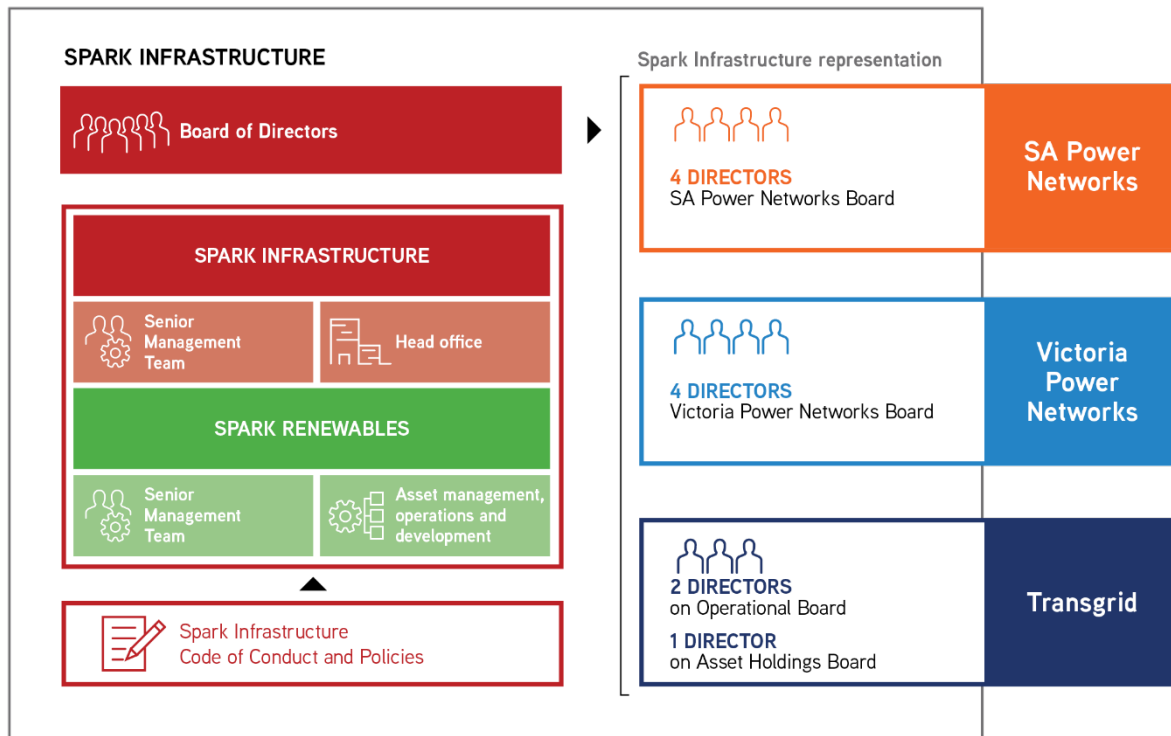 SPARK INFRASTRUCTURE
Board of Directors
SPARK INFRASTRUCTURE
Senior
Management
Team
Head office
SPARK RENEWABLES
Senior
Management
Team
Asset management,
operations and
development
Spark Infrastructure
Code of Conduct and Policies
Spark Infrastructure representation
4 DIRECTORS
SA Power Networks Board
SA Power
Networks
4 DIRECTORS
Victoria Power Networks Board
Victoria
Power
Networks
2 DIRECTORS
on Operational Board
1 DIRECTOR
on Asset Holdings Board
Transgrid